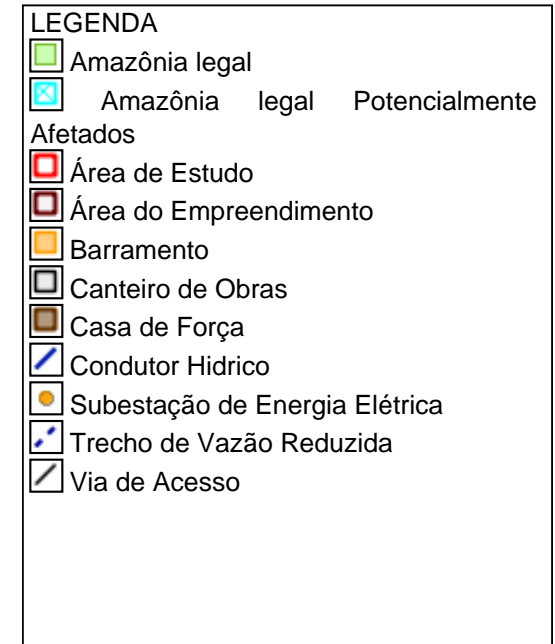 LEGENDA
Amazônia legal
Amazônia legal Potencialmente
Afetados
Área de Estudo
Área do Empreendimento
Barramento
Canteiro de Obras
Casa de Força
Condutor Hidrico
Subestação de Energia Elétrica
Trecho de Vazão Reduzida
Via de Acesso